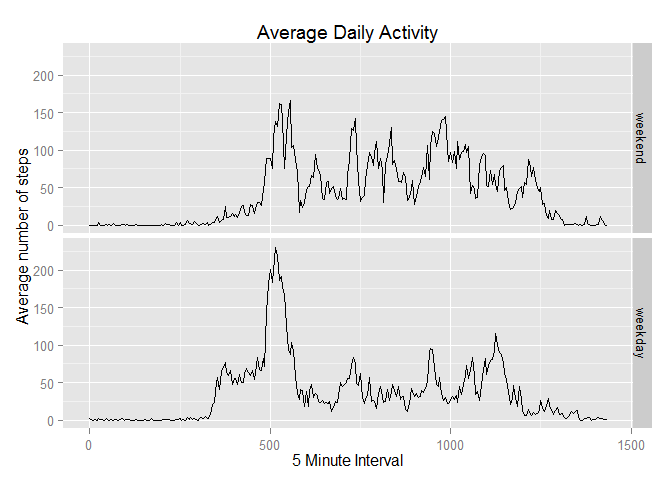 Average Daily Activity
Average number of steps
200
150
100
50
0
weekend
200
150
100
50
0
weekday
0
500
1000
1500
5 Minute Interval